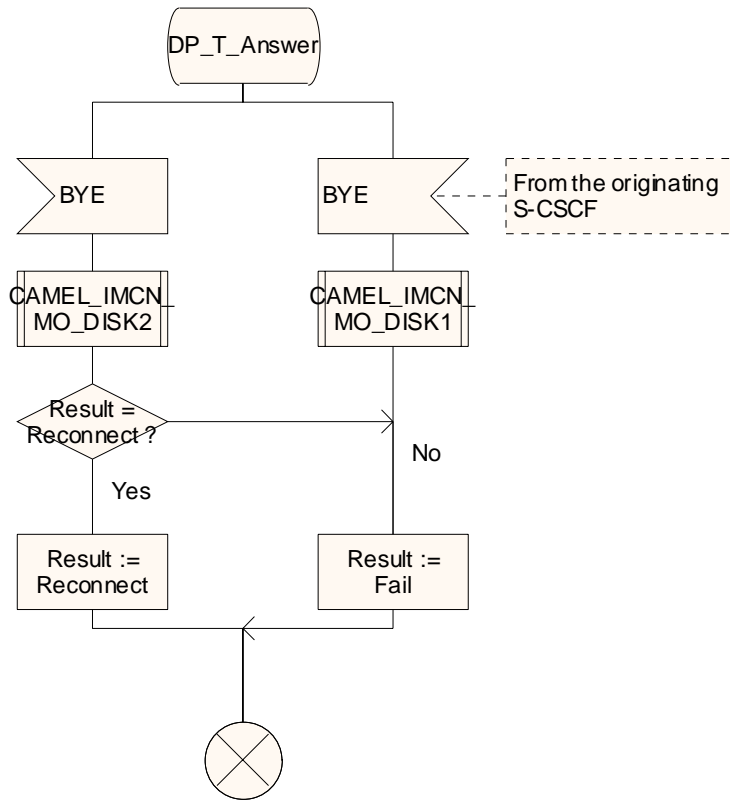 DP_T_Answer
BYE
BYE
From the originating
S-CSCF
CAMEL_IMCN_
MO_DISK2
CAMEL_IMCN_
MO_DISK1
Result =
Reconnect ?
No
Yes
Result :=
Reconnect
Result :=
Fail